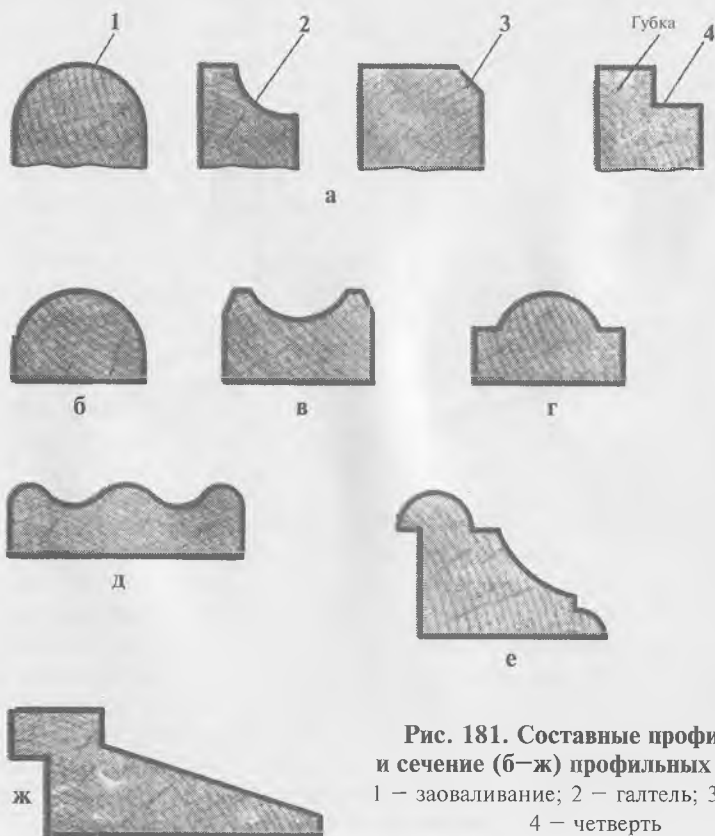 1 2 3 Губка 4
а
б в г
д
е
ж
Рис. 181. Составные профи
и сечение (б–ж) профильных
1 – заоваливание; 2 – галтель; 3
4 – четверть